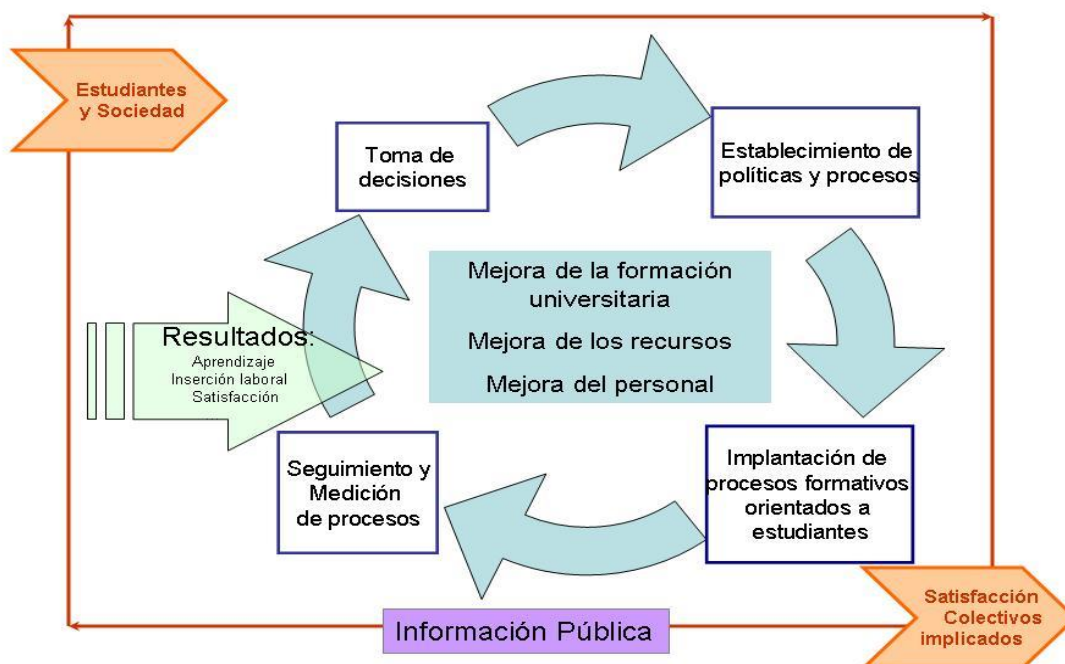 Estudiantes
y Sociedad
Toma de
decisiones
Establecimiento de
políticas y procesos
Mejora de la formación
universitaria
Mejora de los recursos
Mejora del personal
Resultados:
Aprendizaje
Inserción laboral
Satisfacción
...
Seguimiento y
Medición
de procesos
Implantación de
procesos formativos
orientados a
estudiantes
Información Pública
Satisfacción
Colectivos
implicados